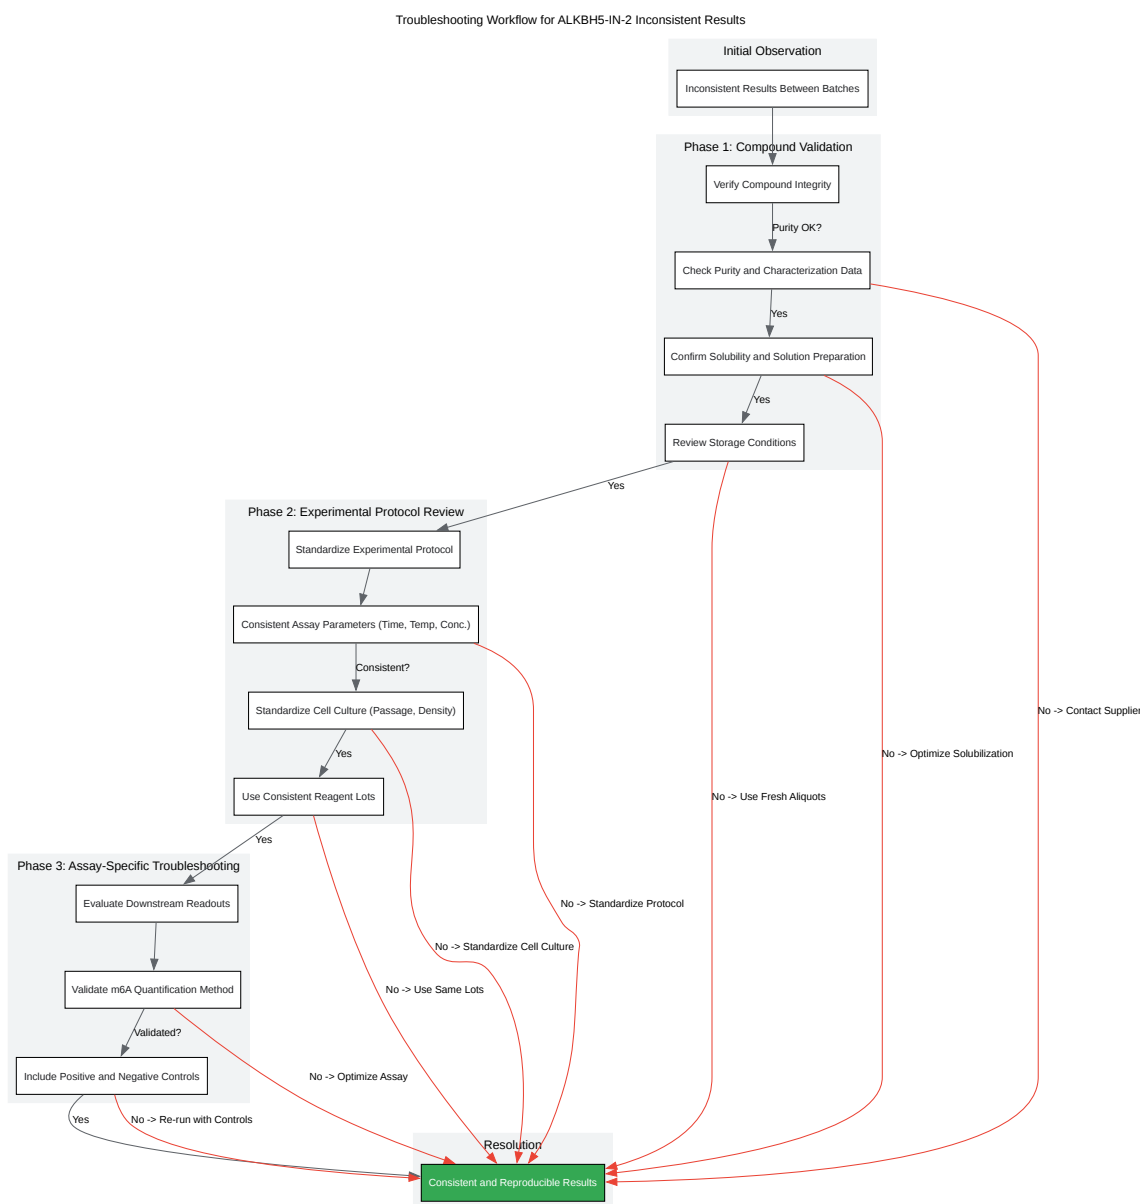 Troubleshooting Workflow for ALKBH5-IN-2 Inconsistent Results
Initial Observation
Inconsistent Results Between Batches
Phase 1: Compound Validation
Verify Compound Integrity
Purity OK?
Check Purity and Characterization Data
Yes
Confirm Solubility and Solution Preparation
Yes
Review Storage Conditions
Yes
Phase 2: Experimental Protocol Review
Standardize Experimental Protocol
Consistent Assay Parameters (Time, Temp, Conc.)
Consistent?
Standardize Cell Culture (Passage, Density)
No -> Contact Supplier
Yes
No -> Optimize Solubilization
Use Consistent Reagent Lots
No -> Use Fresh Aliquots
Yes
Phase 3: Assay-Specific Troubleshooting
Evaluate Downstream Readouts
No -> Standardize Protocol
No -> Standardize Cell Culture
Validate m6A Quantification Method
No -> Use Same Lots
Validated?
Include Positive and Negative Controls
No -> Optimize Assay
Yes
No -> Re-run with Controls
Resolution
Consistent and Reproducible Results